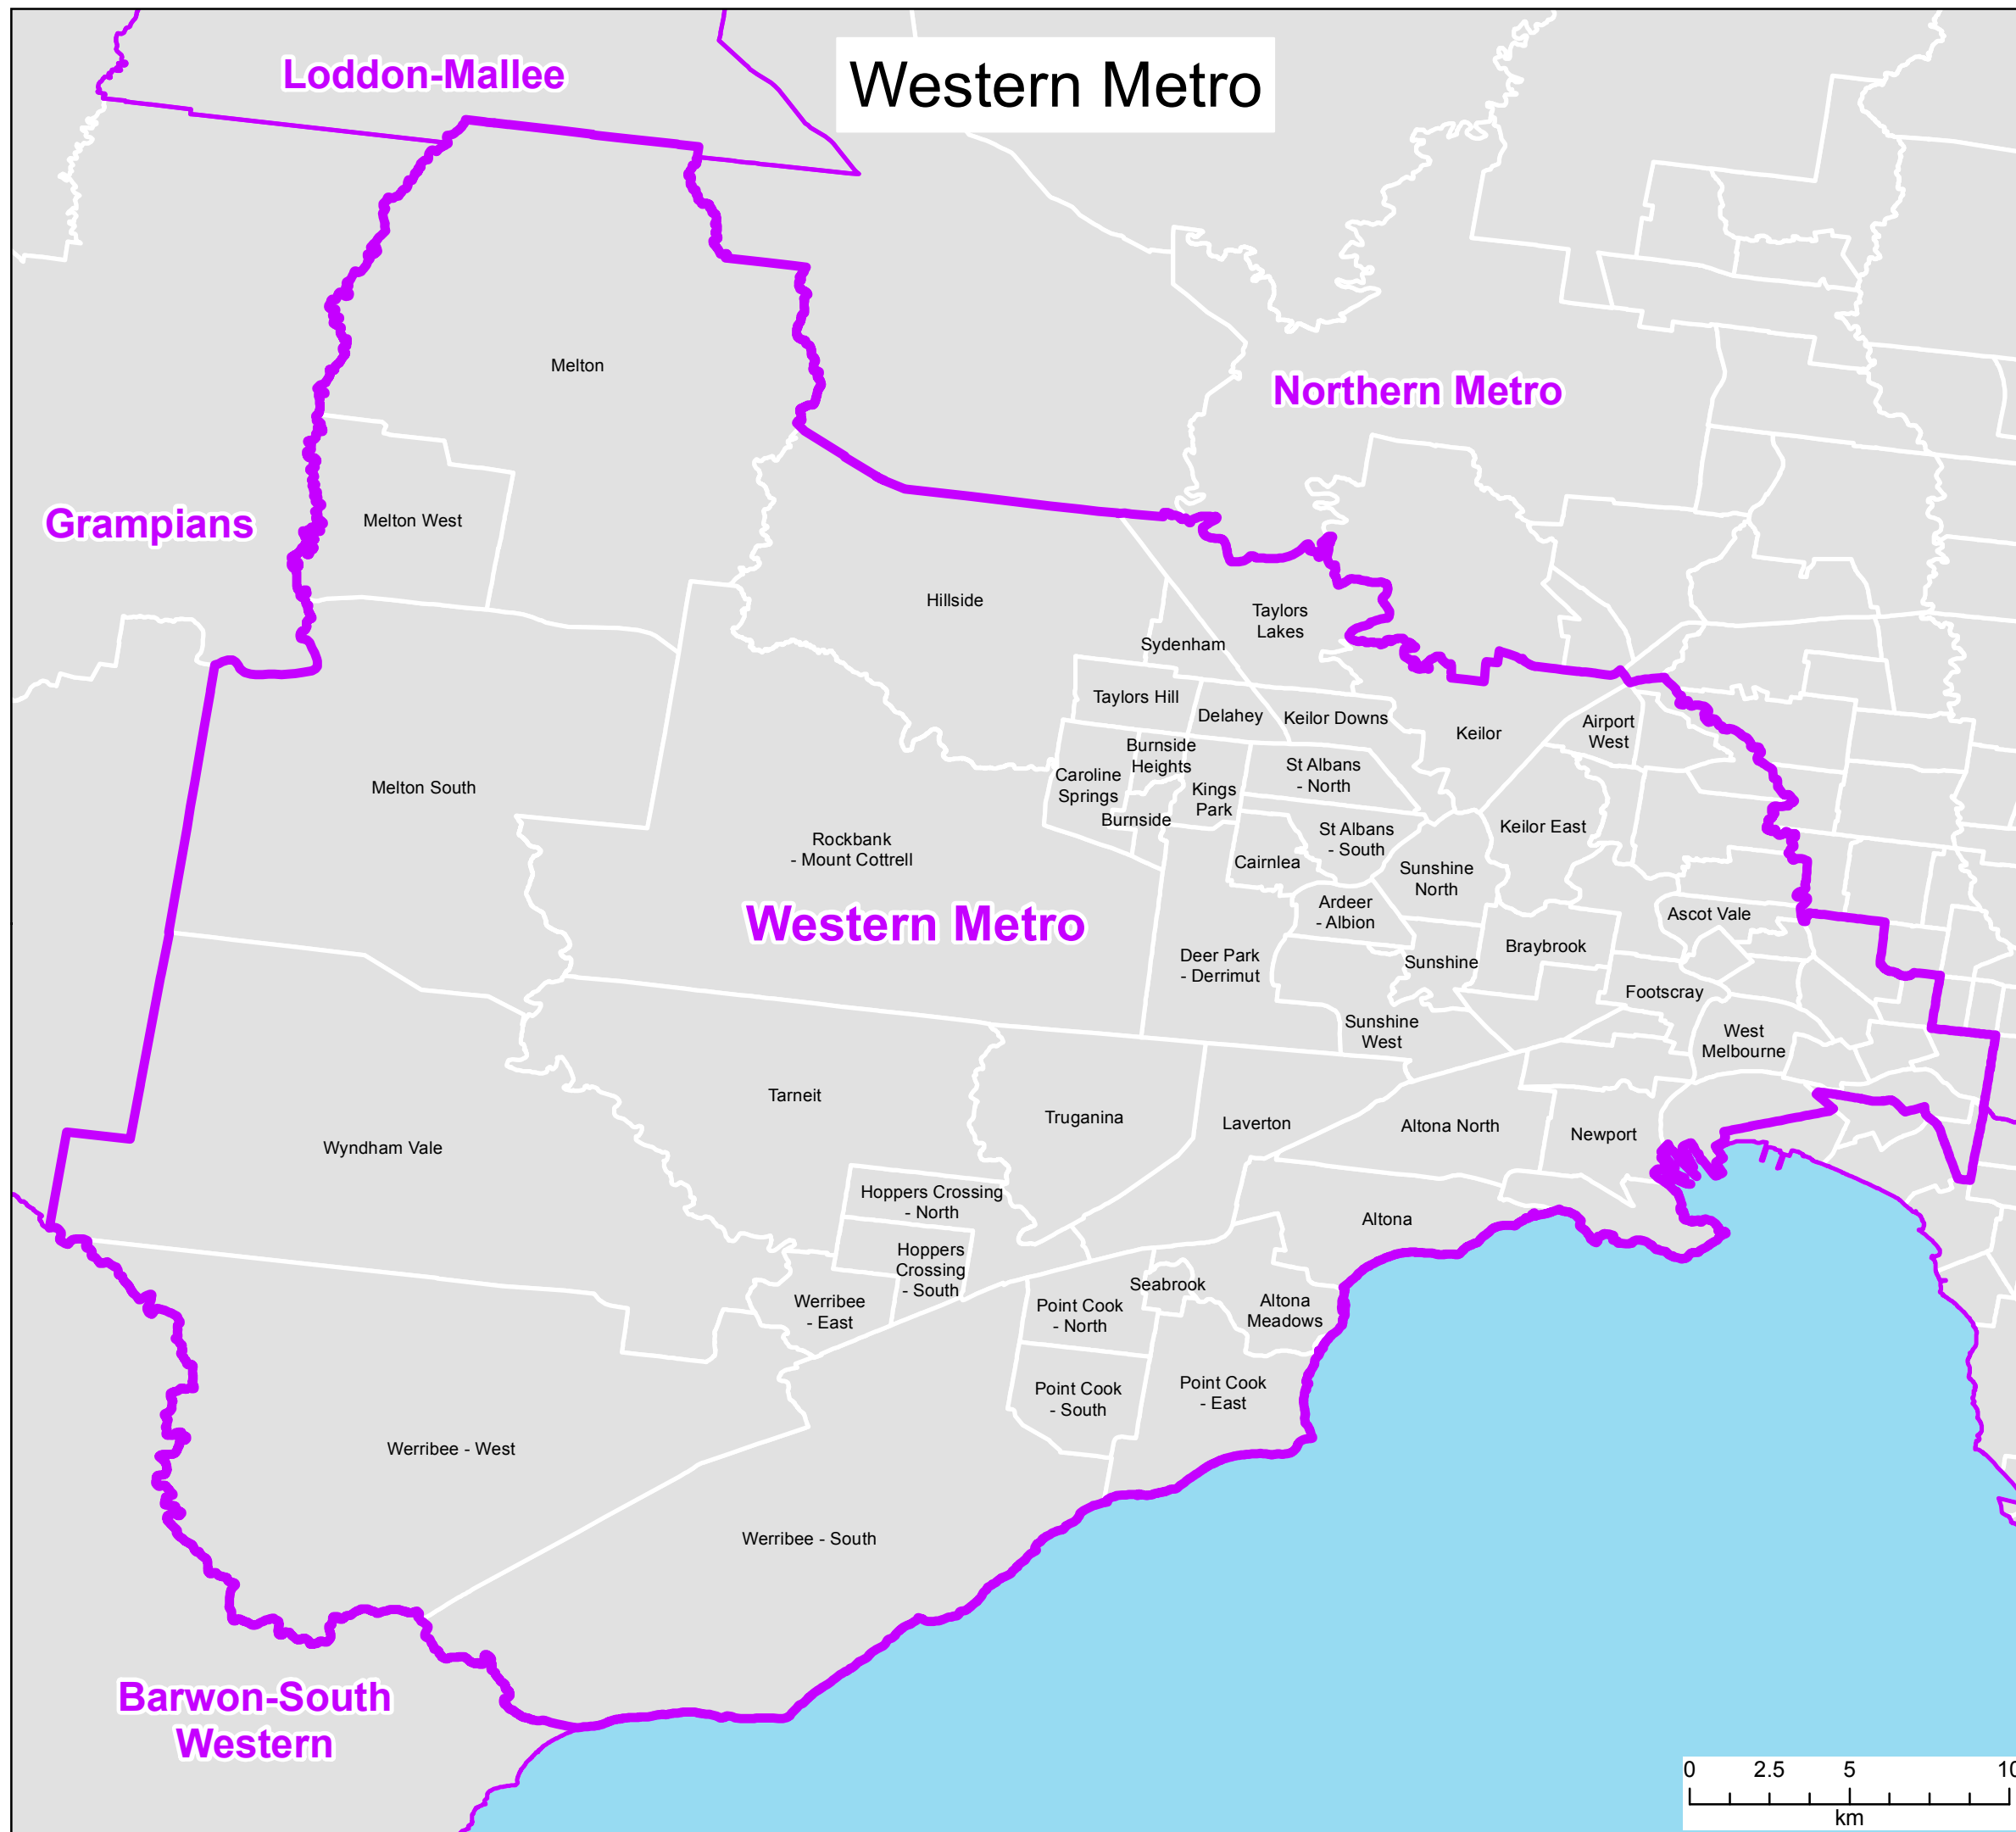 Western Metro
Loddon-Mallee
Northern Metro
Grampians
Melton
Melton West
Hillside
Taylors
Lakes
Sydenham
Taylors Hill
Delahey
Keilor Downs
Keilor
Airport
West
Burnside
Heights
Caroline
Springs
Kings
Park
St Albans
- North
Burnside
Melton South
Rockbank
- Mount Cottrell
Western Metro
St Albans
- South
Keilor East
Cairnlea
Sunshine
North
Ardeer
- Albion
Ascot Vale
Deer Park
- Derrimut
Sunshine
Braybrook
Footscray
Sunshine
West
West
Melbourne
Tarneit
Truganina
Laverton
Altona North
Newport
Wyndham Vale
Hoppers Crossing
- North
Hoppers
Crossing
- South
Altona
Werribee
- East
Seabrook
Point Cook
- North
Altona
Meadows
Point Cook
- South
Point Cook
- East
Werribee - West
Werribee - South
Barwon-South
Western
0 2.5 5 10
km